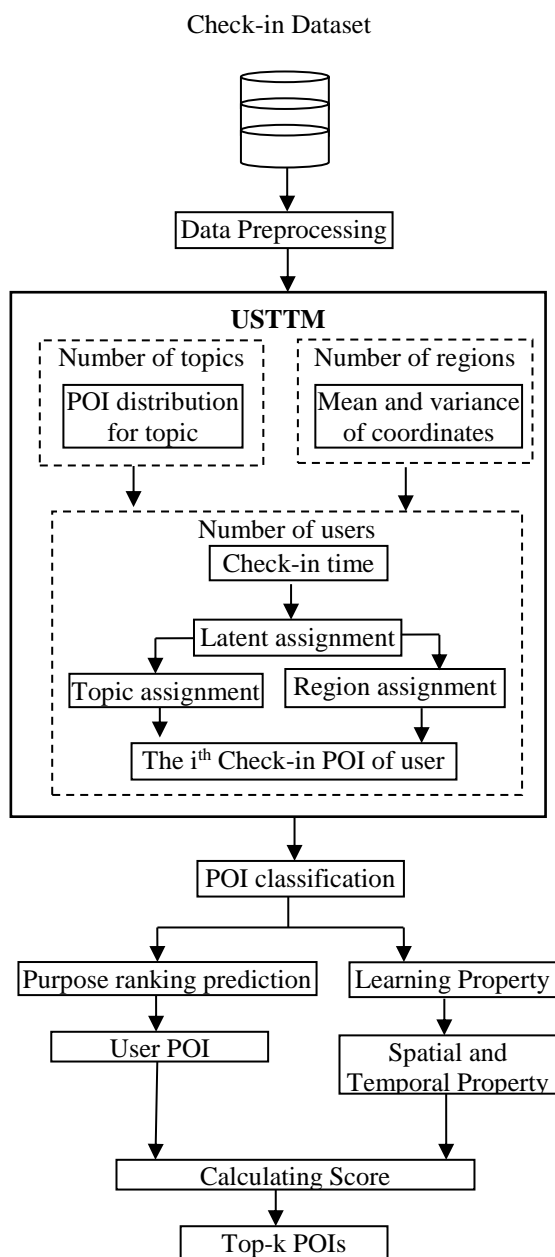 Check-in Dataset
Data Preprocessing
USTTM
Number of topics
POI distribution
for topic
Number of regions
Mean and variance
of coordinates
Number of users
Check-in time
Latent assignment
Topic assignment
Region assignment
The iᵗʰ Check-in POI of user
POI classification
Purpose ranking prediction
Learning Property
User POI
Spatial and
Temporal Property
Calculating Score
Top-k POIs